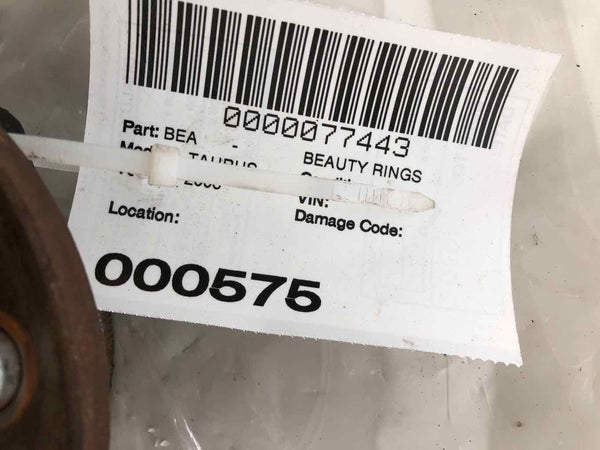 0000077443
Part: BEA - BEAUTY RINGS
TAURUS
VIN:
Location: Damage Code:
000575